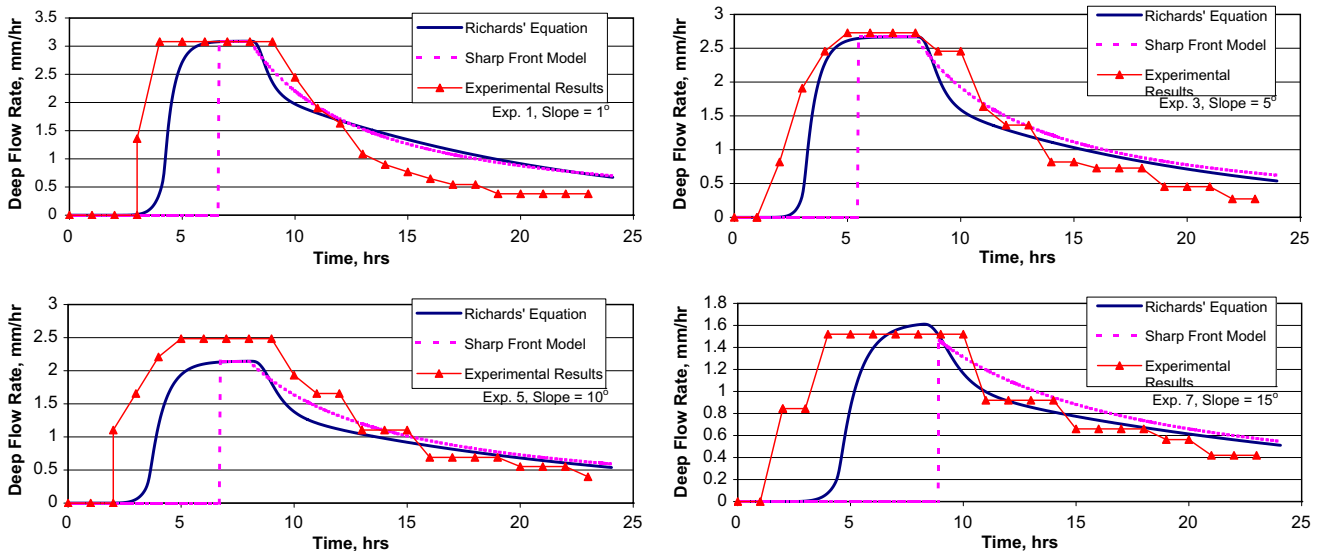 Deep Flow Rate, mm/hr
3.5
3
2.5
2
1.5
1
0.5
0
0 5 10 15 20 25
Time, hrs
Richards' Equation
Sharp Front Model
Experimental Results
Exp. 1, Slope = 1°
Deep Flow Rate, mm/hr
3
2.5
2
1.5
1
0.5
0
0 5 10 15 20 25
Time, hrs
Richards' Equation
Sharp Front Model
Experimental
Results
Exp. 3, Slope = 5°
Deep Flow Rate, mm/hr
3
2.5
2
1.5
1
0.5
0
0 5 10 15 20 25
Time, hrs
Richards' Equation
Sharp Front Model
Experimental Results
Exp. 5, Slope = 10°
Deep Flow Rate, mm/hr
1.8
1.6
1.4
1.2
1
0.8
0.6
0.4
0.2
0
0 5 10 15 20 25
Time, hrs
Richards' Equation
Sharp Front Model
Experimental
Results
Exp. 7, Slope = 15°